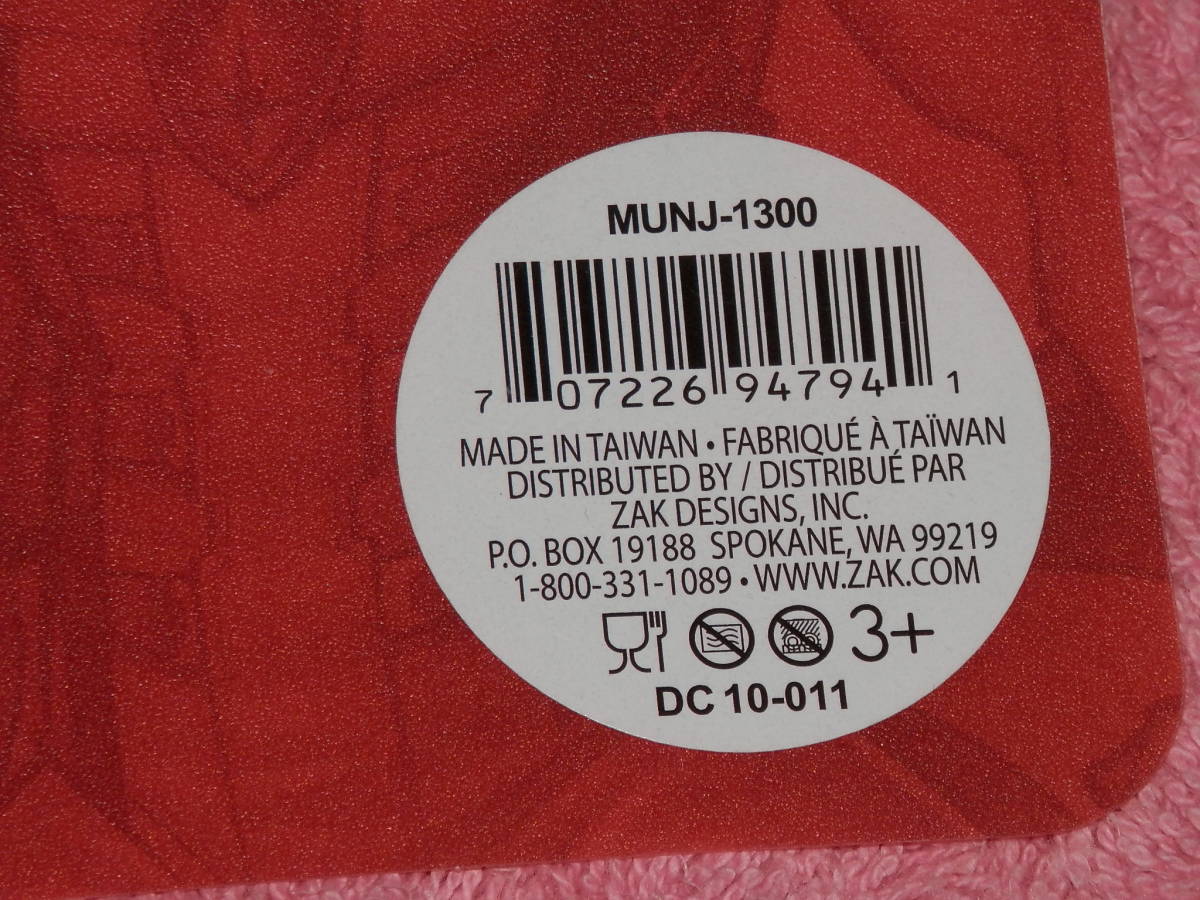 MUNJ-1300
7 07226 94794 1
MADE IN TAIWAN • FABRIQUÉ À TAÏWAN
DISTRIBUTED BY / DISTRIBUÉ PAR
ZAK DESIGNS, INC.
P.O. BOX 19188 SPOKANE, WA 99219
1-800-331-1089 • WWW.ZAK.COM
3+
DC 10-011